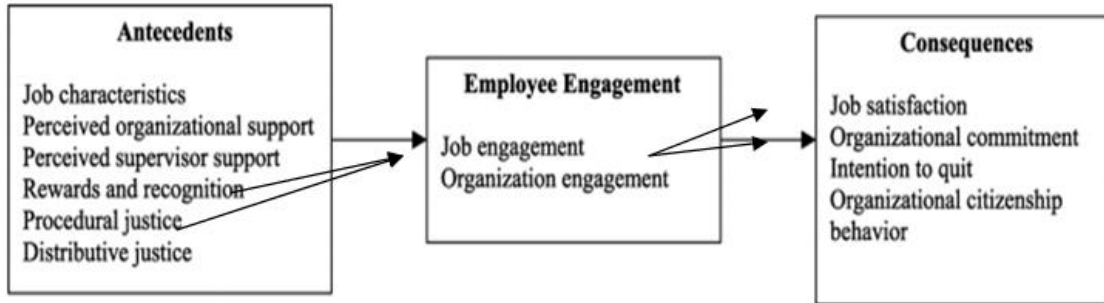 Antecedents
Job characteristics
Perceived organizational support
Perceived supervisor support
Rewards and recognition
Procedural justice
Distributive justice
Employee Engagement
Job engagement
Organization engagement
Consequences
Job satisfaction
Organizational commitment
Intention to quit
Organizational citizenship
behavior